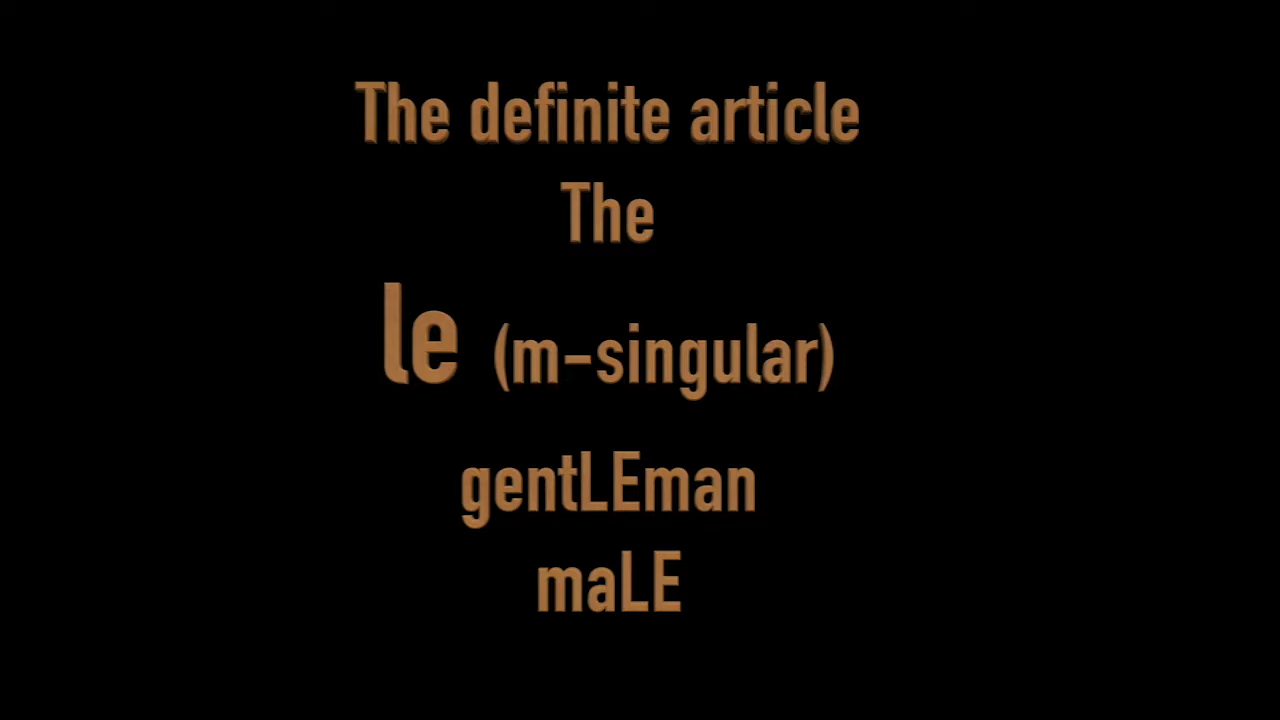 The definite article
The
le (m-singular)
gentLEman
maLE